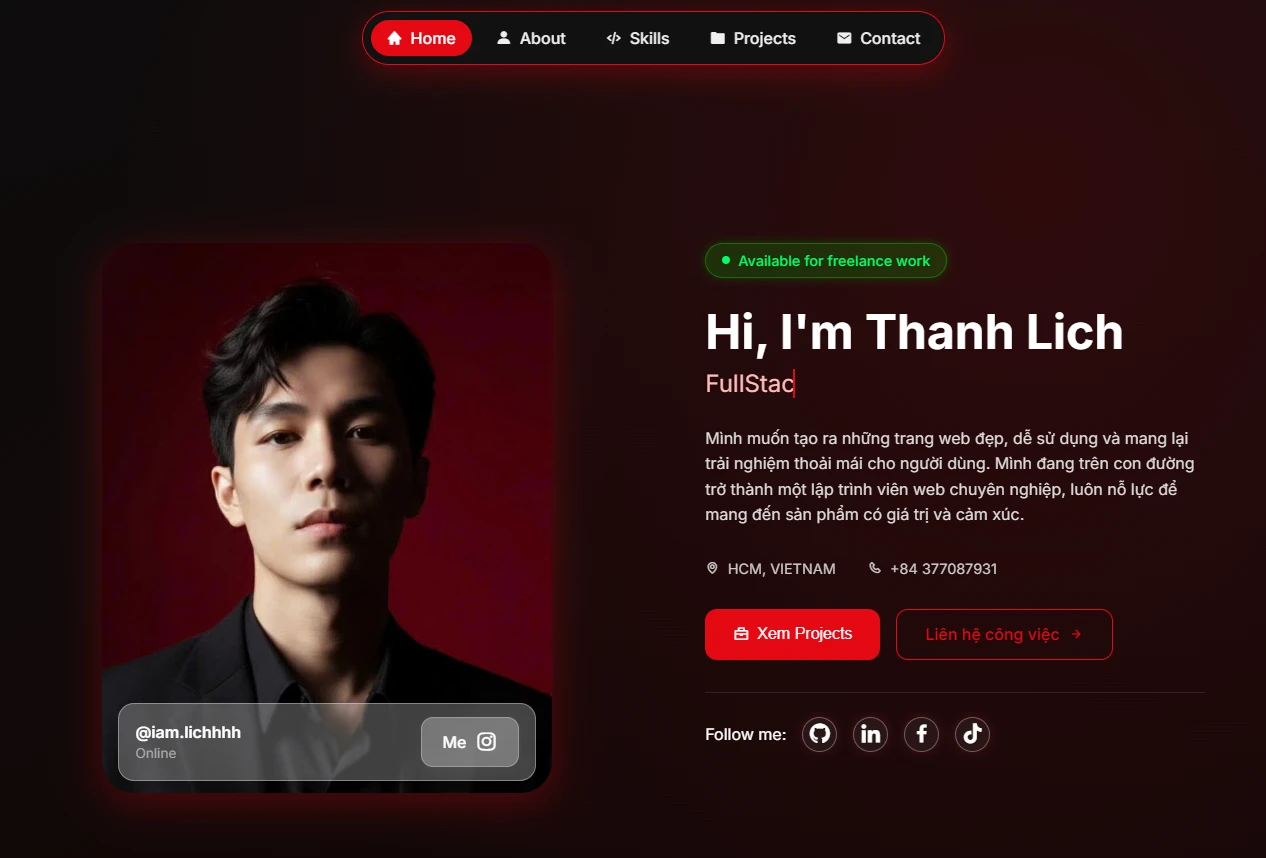 Home About Skills Projects Contact
Available for freelance work
Hi, I'm Thanh Lich
FullStac
Mình muốn tạo ra những trang web đẹp, dễ sử dụng và mang lại
trải nghiệm thoải mái cho người dùng. Mình đang trên con đường
trở thành một lập trình viên web chuyên nghiệp, luôn nỗ lực để
mang đến sản phẩm có giá trị và cảm xúc.
HCM, VIETNAM +84 377087931
Xem Projects Liên hệ công việc →
@iam.lichhhh
Online
Me
Follow me: